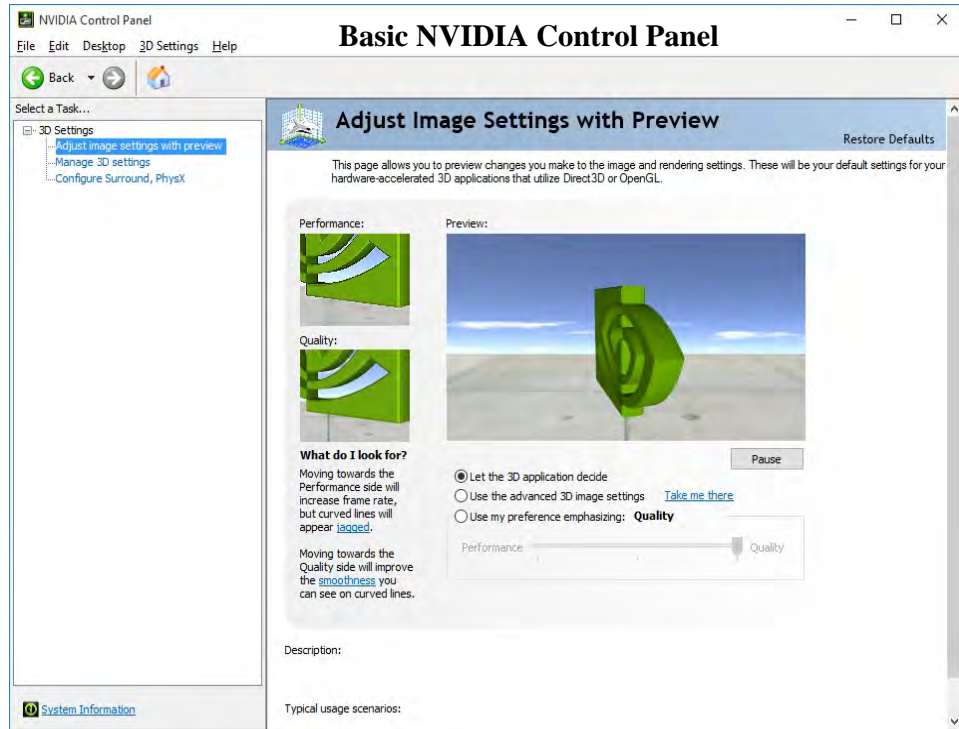 NVIDIA Control Panel
Basic NVIDIA Control Panel
File Edit Desktop 3D Settings Help
Back
Select a Task...
3D Settings
Adjust image settings with preview
Manage 3D settings
Configure Surround, PhysX
System Information
Adjust Image Settings with Preview
Restore Defaults
This page allows you to preview changes you make to the image and rendering settings. These will be your default settings for your
hardware-accelerated 3D applications that utilize Direct3D or OpenGL.
Performance:
Quality:
What do I look for?
Moving towards the
Performance side will
increase frame rate,
but curved lines will
appear jagged.
Moving towards the
Quality side will improve
the smoothness you
can see on curved lines.
Preview:
Pause
Let the 3D application decide
Use the advanced 3D image settings Take me there
Use my preference emphasizing: Quality
Performance Quality
Description:
Typical usage scenarios: